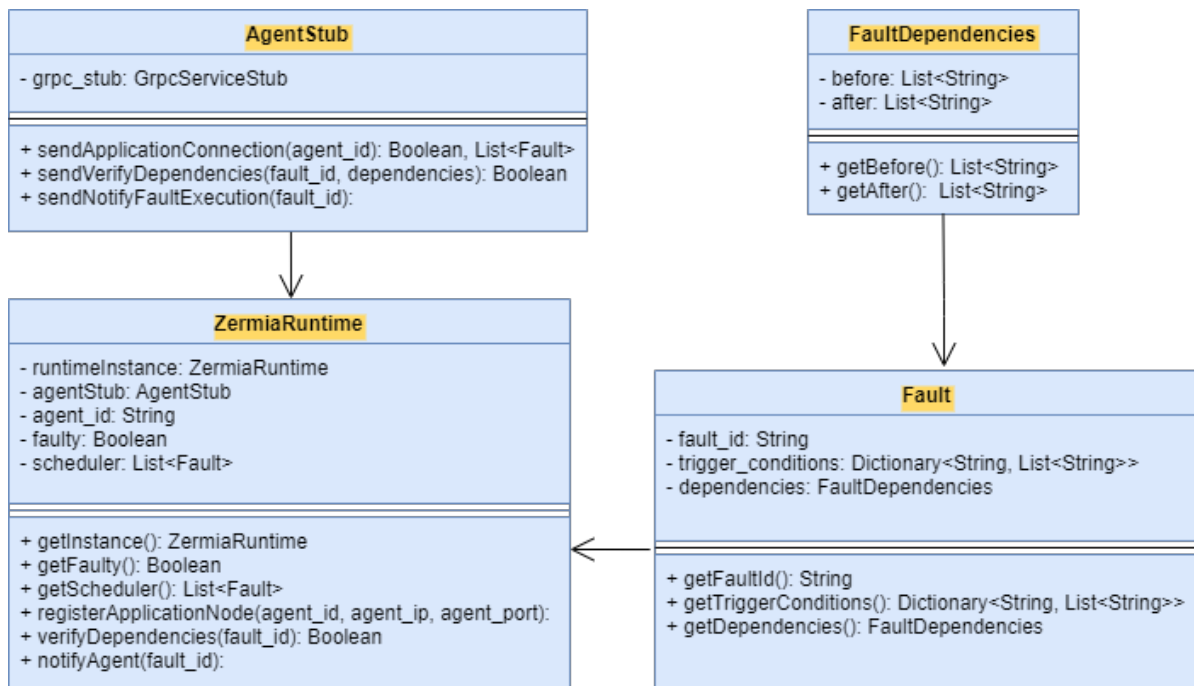 AgentStub
- grpc_stub: GrpcServiceStub
+ sendApplicationConnection(agent_id): Boolean, List<Fault>
+ sendVerifyDependencies(fault_id, dependencies): Boolean
+ sendNotifyFaultExecution(fault_id):
FaultDependencies
- before: List<String>
- after: List<String>
+ getBefore(): List<String>
+ getAfter():  List<String>
ZermiaRuntime
- runtimeInstance: ZermiaRuntime
- agentStub: AgentStub
- agent_id: String
- faulty: Boolean
- scheduler: List<Fault>
+ getInstance(): ZermiaRuntime
+ getFaulty(): Boolean
+ getScheduler(): List<Fault>
+ registerApplicationNode(agent_id, agent_ip, agent_port):
+ verifyDependencies(fault_id): Boolean
+ notifyAgent(fault_id):
Fault
- fault_id: String
- trigger_conditions: Dictionary<String, List<String>>
- dependencies: FaultDependencies
+ getFaultId(): String
+ getTriggerConditions(): Dictionary<String, List<String>>
+ getDependencies(): FaultDependencies